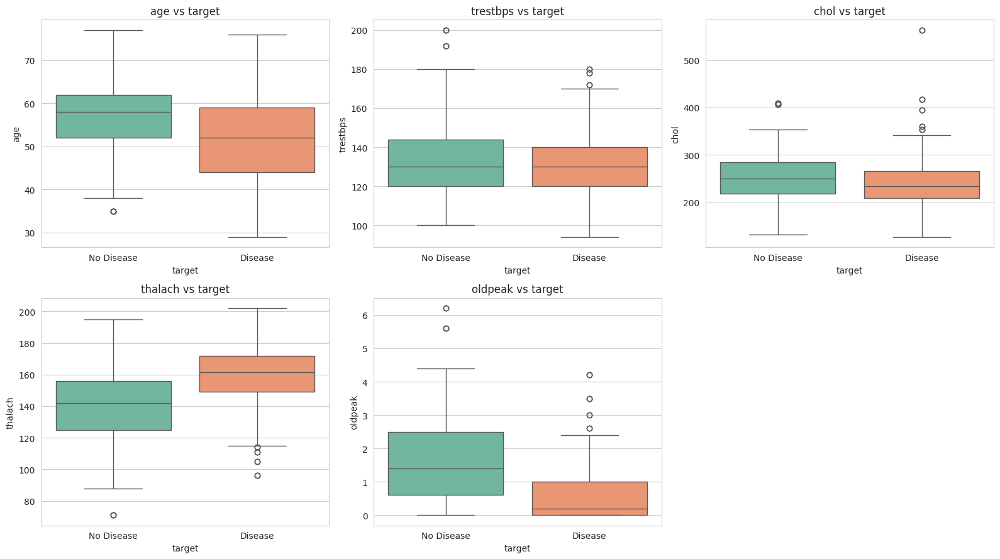 age vs target
age
70
60
50
40
30
No Disease
Disease
target
trestbps vs target
trestbps
200
180
160
140
120
100
No Disease
Disease
target
chol vs target
chol
500
400
300
200
No Disease
Disease
target
thalach vs target
thalach
200
180
160
140
120
100
80
No Disease
Disease
target
oldpeak vs target
oldpeak
6
5
4
3
2
1
0
No Disease
Disease
target